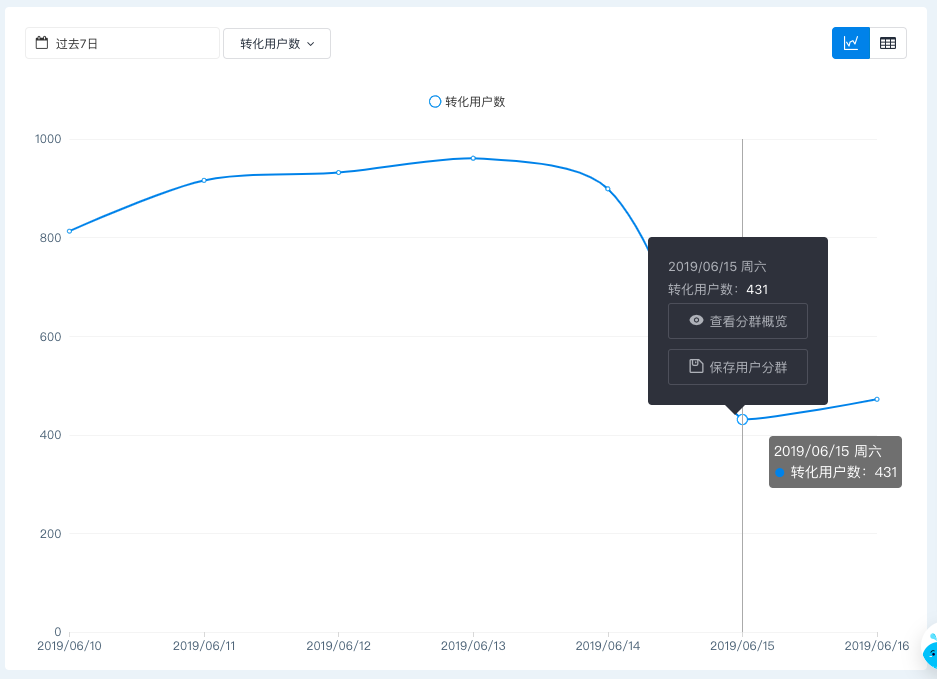 过去7日
转化用户数
转化用户数
1000
800
600
400
200
0
2019/06/15 周六
转化用户数：431
查看分群概览
保存用户分群
2019/06/15 周六
转化用户数：431
2019/06/10
2019/06/11
2019/06/12
2019/06/13
2019/06/14
2019/06/15
2019/06/16